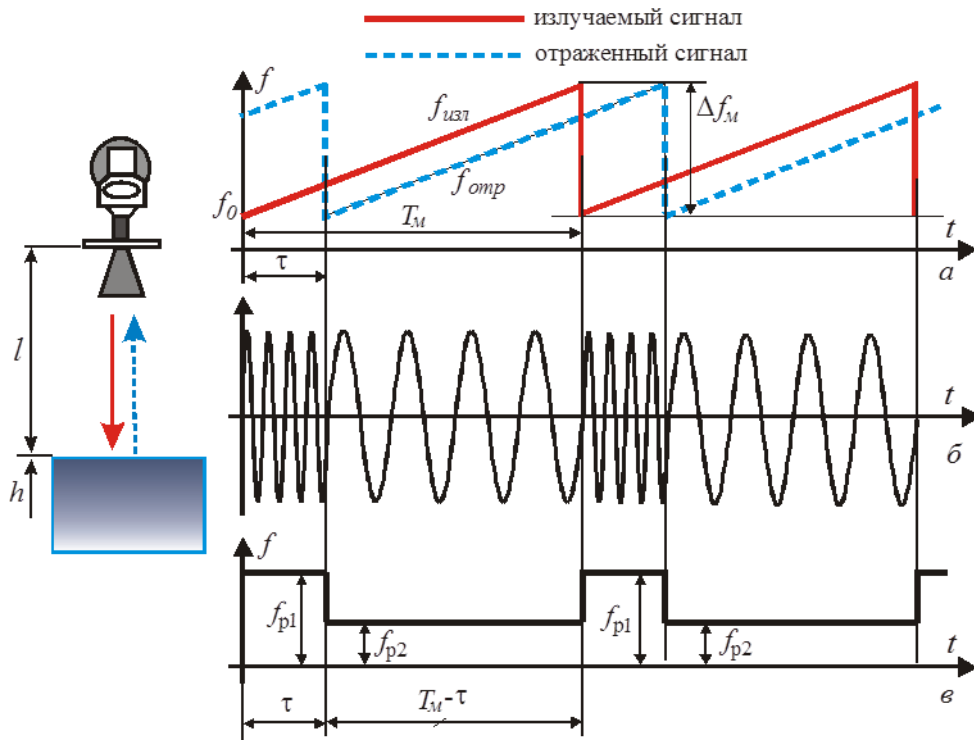 излучаемый сигнал
отраженный сигнал
f
fизл
Δfм
fотр
f0
Tм
t
τ
а
l
t
б
h
f
fр1
fр2
fр1
fр2
t
τ
Tм-τ
в